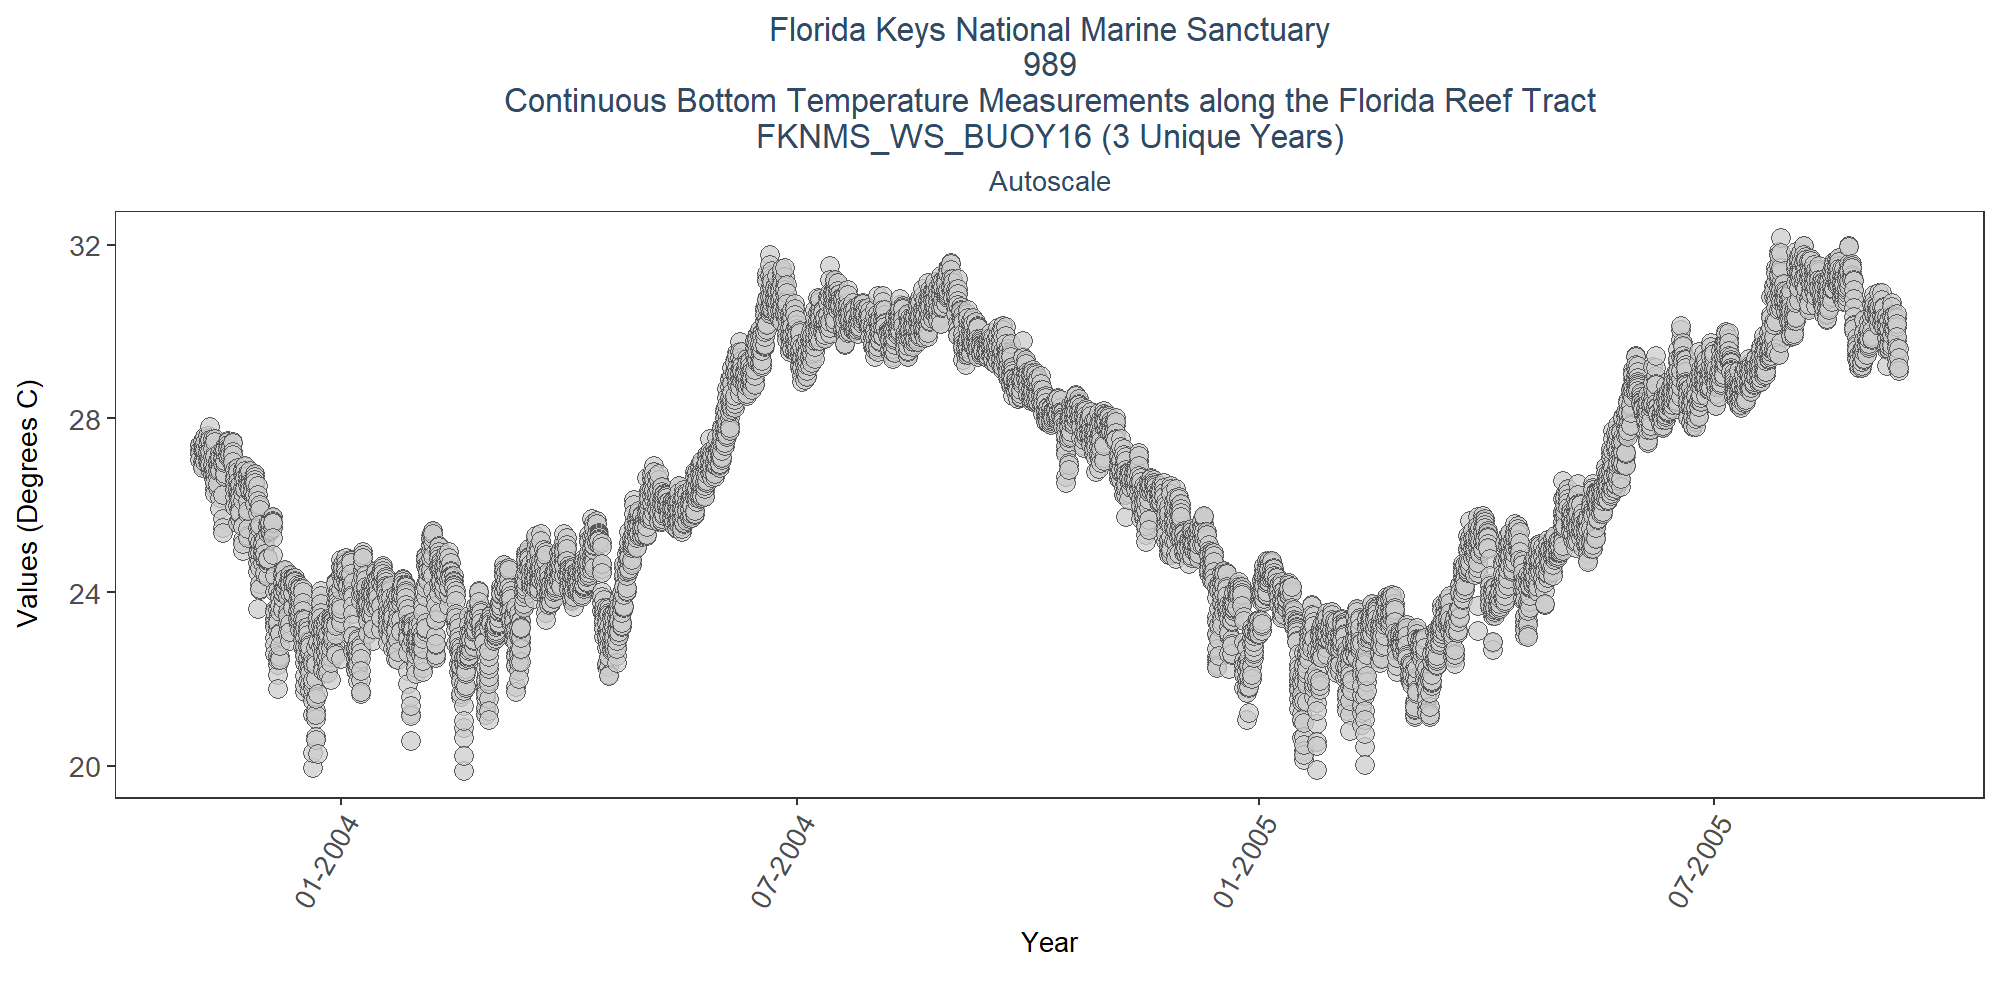 Florida Keys National Marine Sanctuary
989
Continuous Bottom Temperature Measurements along the Florida Reef Tract
FKNMS_WS_BUOY16 (3 Unique Years)
Autoscale
Values (Degrees C)
32
28
24
20
01-2004
07-2004
01-2005
07-2005
Year